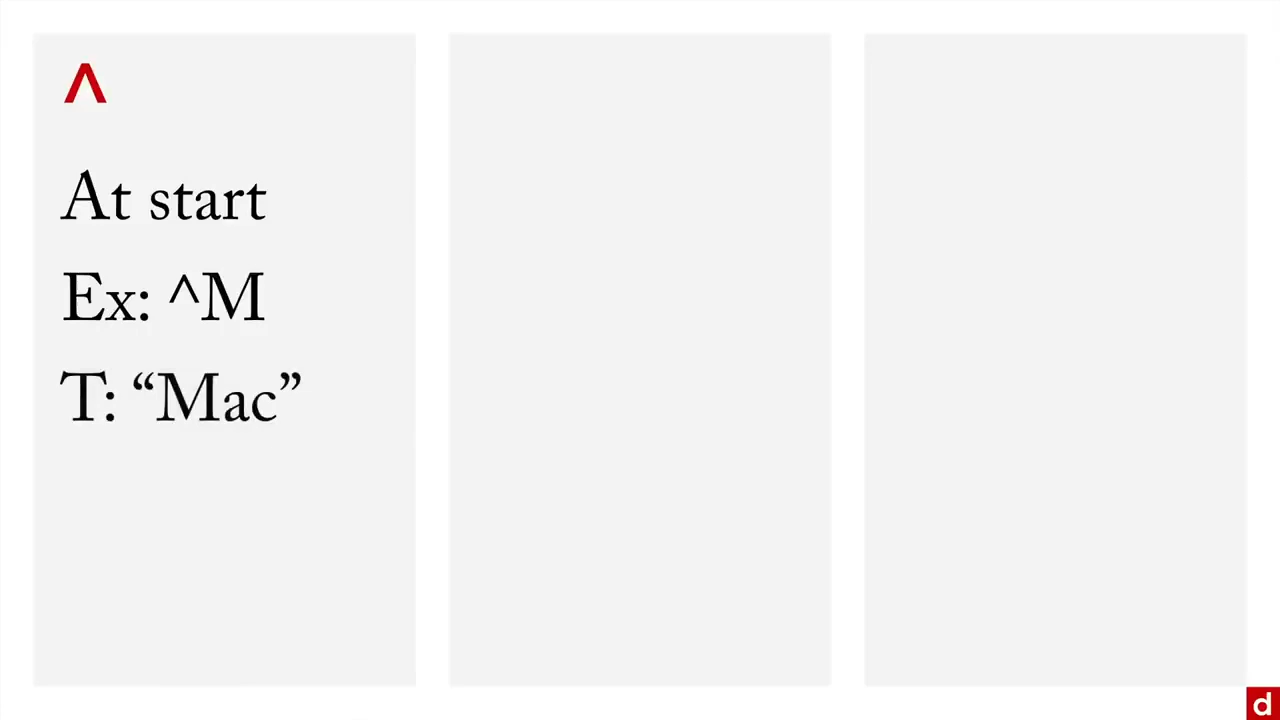 ^
At start
Ex: ^M
T: “Mac”
d